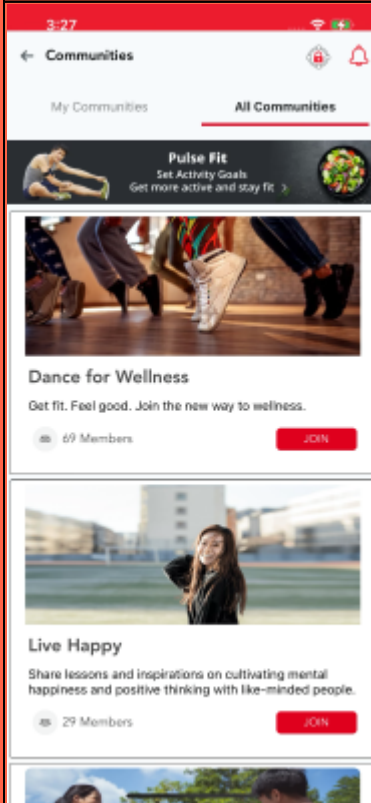 3:27
Communities
My Communities
All Communities
Pulse Fit
Set Activity Goals
Get more active and stay fit >
Dance for Wellness
Get fit. Feel good. Join the new way to wellness.
69 Members
JOIN
Live Happy
Share lessons and inspirations on cultivating mental
happiness and positive thinking with like-minded people.
29 Members
JOIN